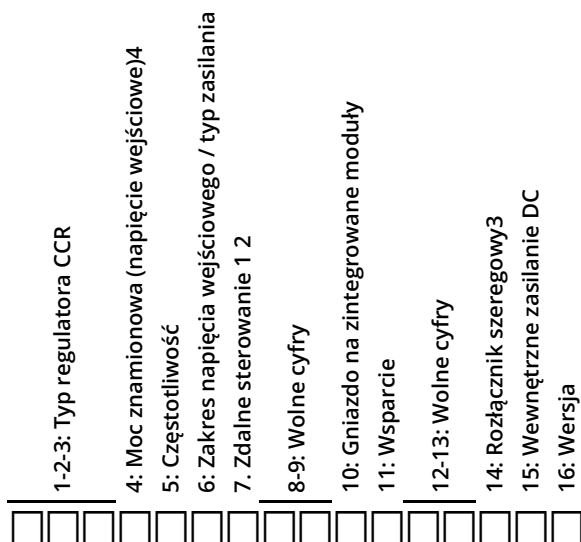 1-2-3: Typ regulatora CCR
4: Moc znamionowa (napięcie wejściowe)4
5: Częstotliwość
6: Zakres napięcia wejściowego / typ zasilania
7. Zdalne sterowanie 1 2
8-9: Wolne cyfry
10: Gniazdo na zintegrowane moduły
11: Wsparcie
12-13: Wolne cyfry
14: Rozłącznik szeregowy3
15: Wewnętrzne zasilanie DC
16: Wersja